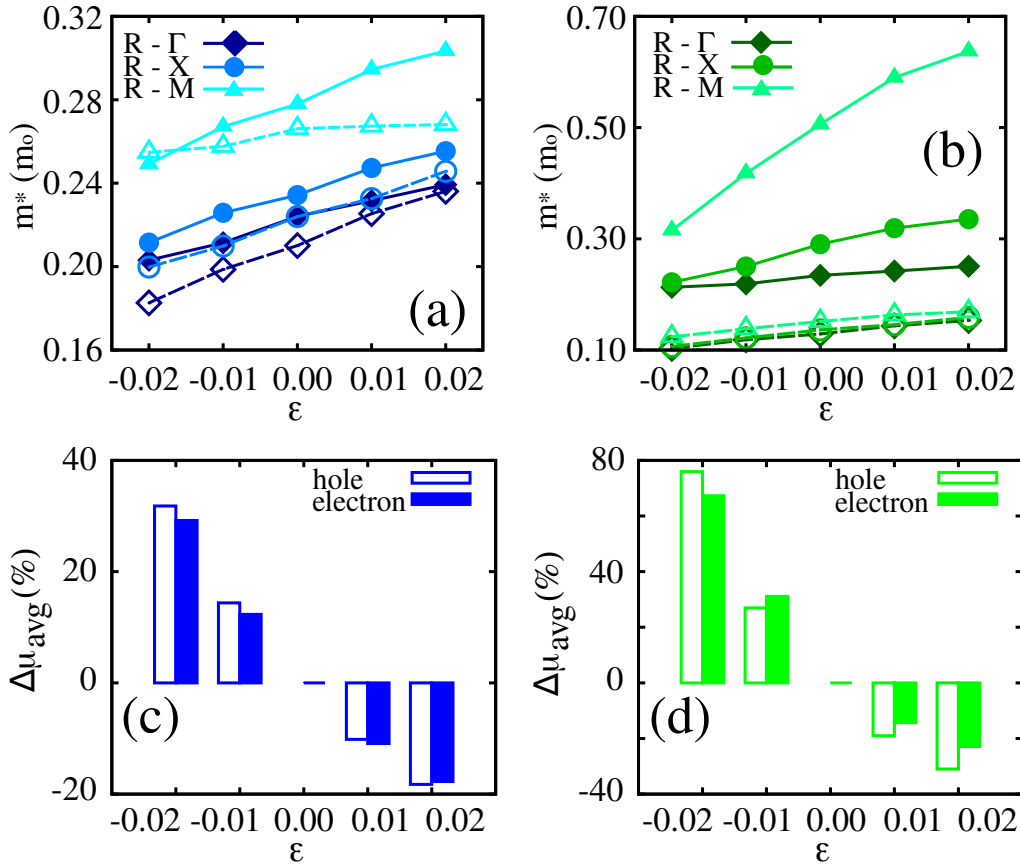 0.32
0.28
0.24
0.20
0.16
m* (mₒ)
R - Γ
R - X
R - M
(a)
-0.02 -0.01 0.00 0.01 0.02
ε
0.70
0.50
0.30
0.10
m* (mₒ)
R - Γ
R - X
R - M
(b)
-0.02 -0.01 0.00 0.01 0.02
ε
40
20
0
-20
Δμavg(%)
hole
electron
(c)
-0.02 -0.01 0.00 0.01 0.02
ε
80
40
0
-40
Δμavg(%)
hole
electron
(d)
-0.02 -0.01 0.00 0.01 0.02
ε